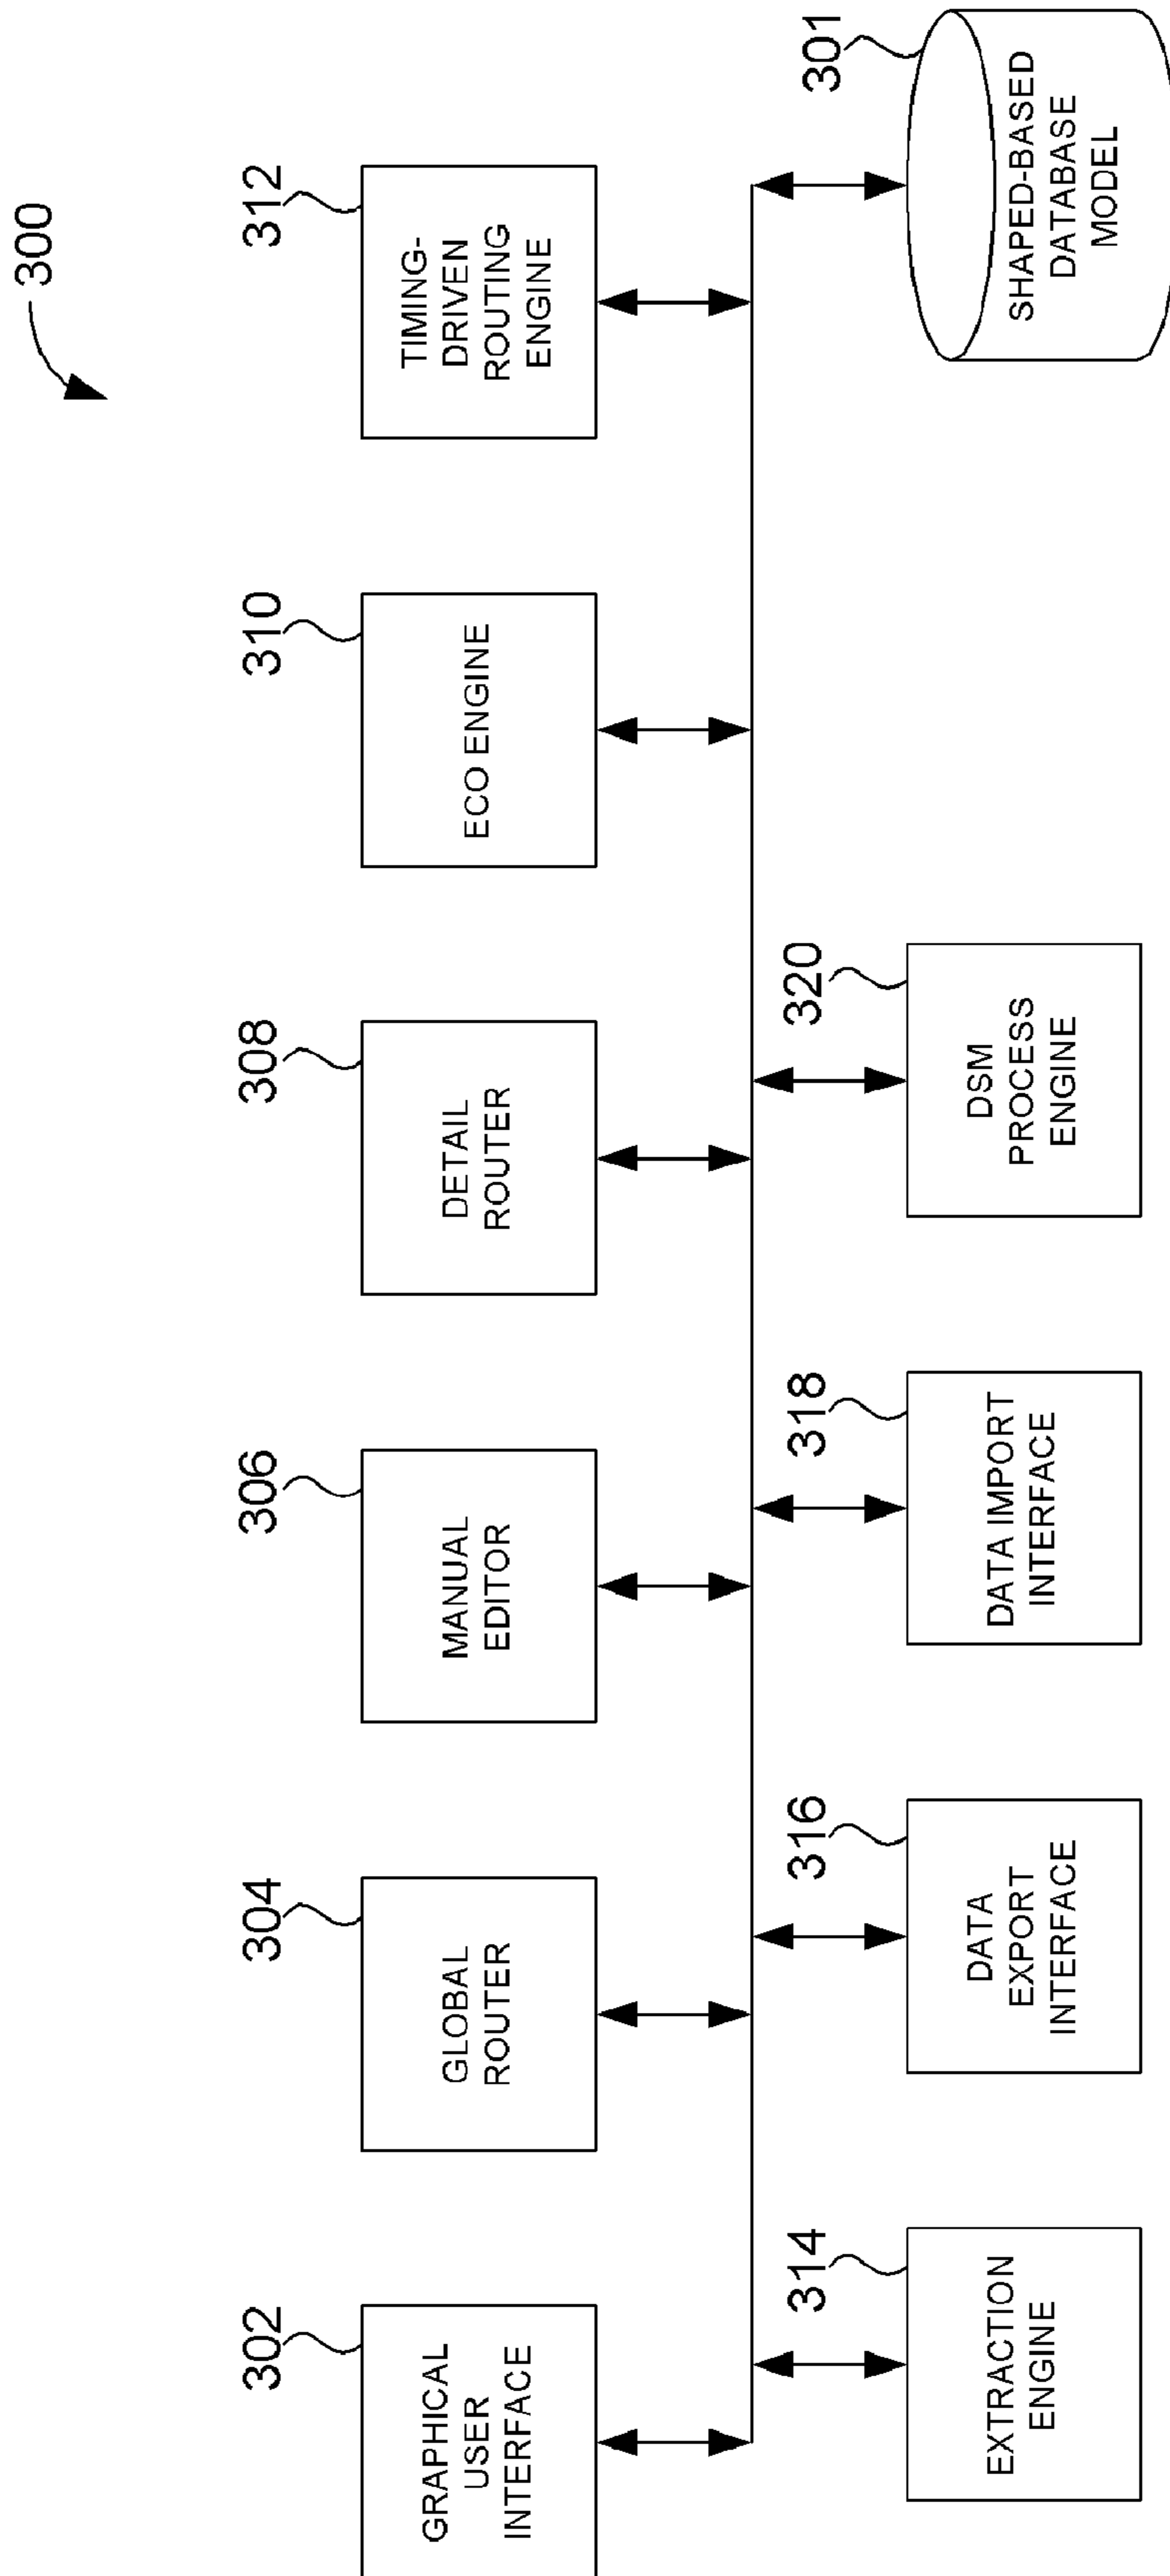 300
302
GRAPHICAL
USER
INTERFACE
304
GLOBAL
ROUTER
306
MANUAL
EDITOR
308
DETAIL
ROUTER
310
ECO ENGINE
312
TIMING-
DRIVEN
ROUTING
ENGINE
314
EXTRACTION
ENGINE
316
DATA
EXPORT
INTERFACE
318
DATA IMPORT
INTERFACE
320
DSM
PROCESS
ENGINE
301
SHAPED-BASED
DATABASE
MODEL